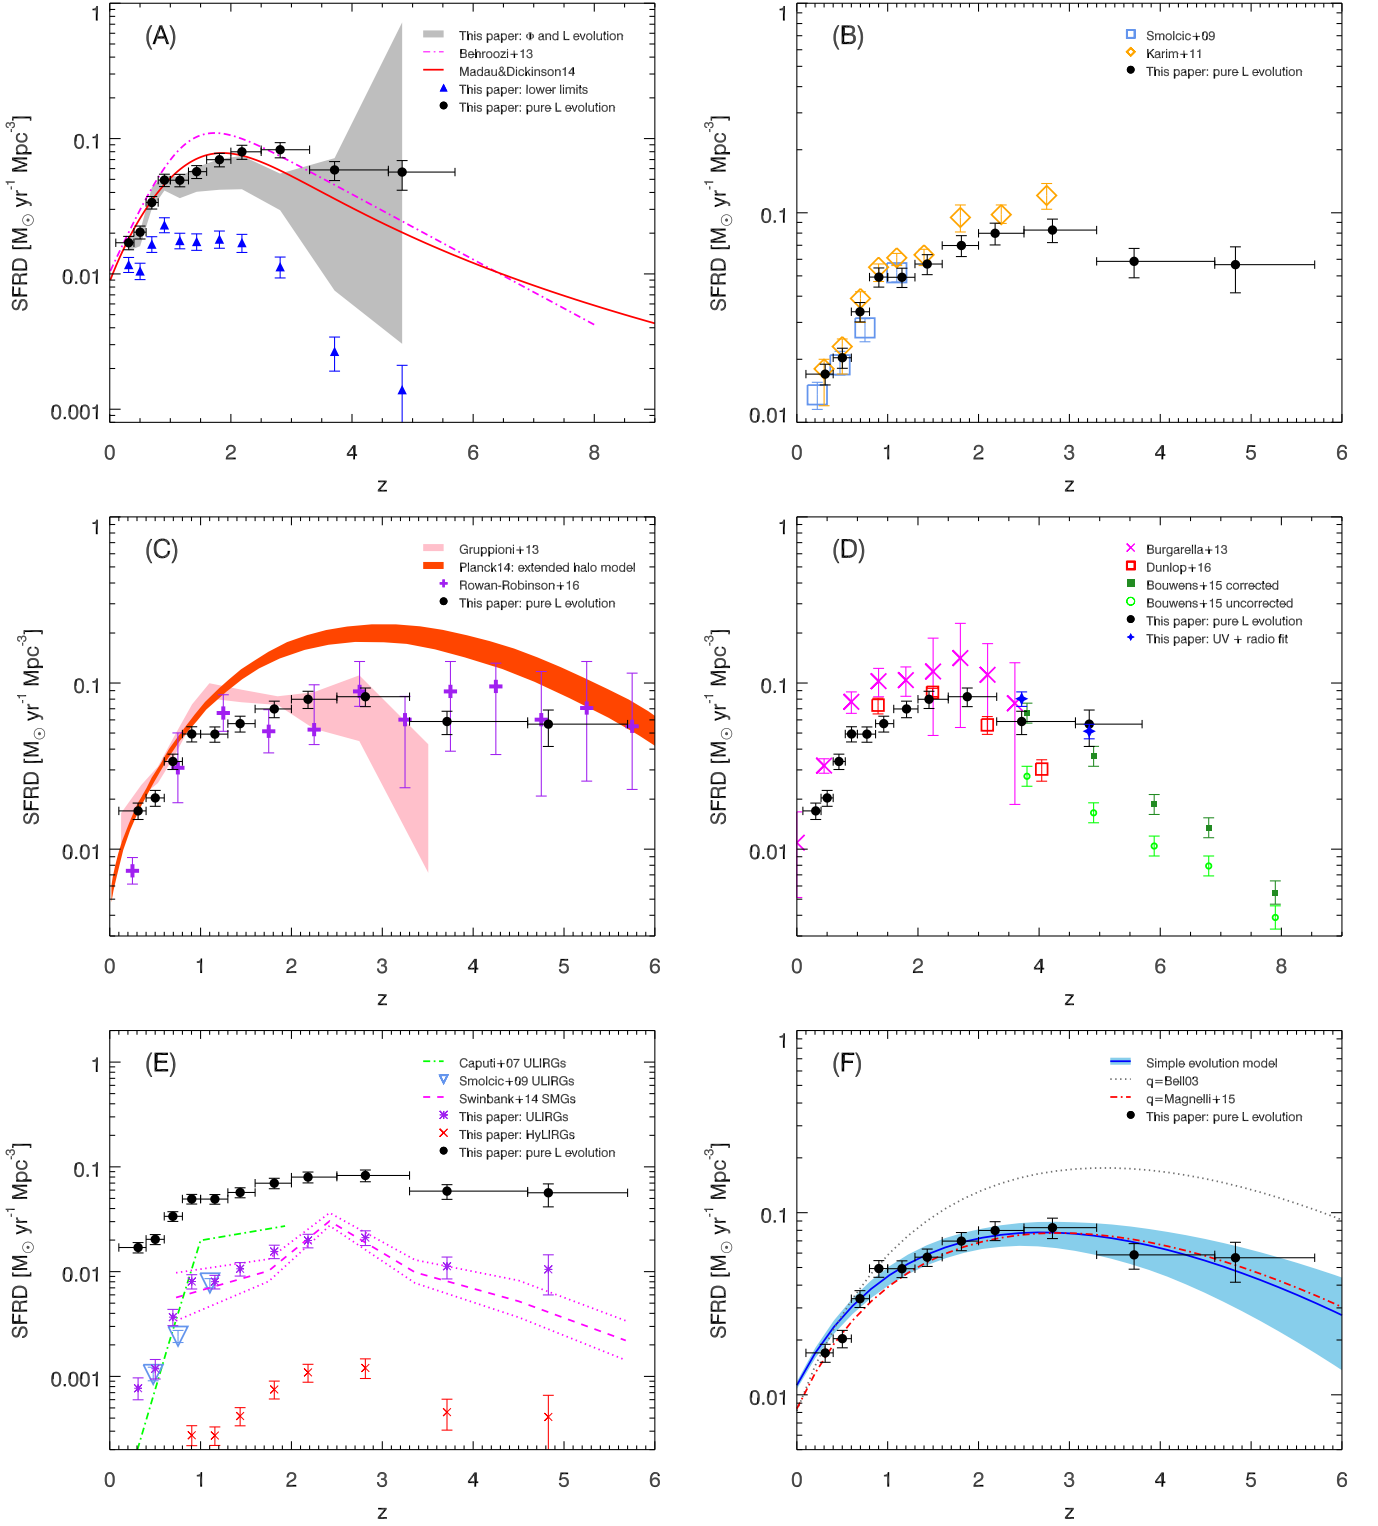 (A)
This paper: Φ and L evolution
Behroozi+13
Madau&Dickinson14
This paper: lower limits
This paper: pure L evolution
1
0.1
0.01
0.001
SFRD [M☉ yr-1 Mpc-3]
0 2 4 6 8
z
(B)
Smolcic+09
Karim+11
This paper: pure L evolution
1
0.1
0.01
SFRD [M☉ yr-1 Mpc-3]
0 1 2 3 4 5 6
z
(C)
Gruppioni+13
Planck14: extended halo model
Rowan-Robinson+16
This paper: pure L evolution
1
0.1
0.01
SFRD [M☉ yr-1 Mpc-3]
0 1 2 3 4 5 6
z
(D)
Burgarella+13
Dunlop+16
Bouwens+15 corrected
Bouwens+15 uncorrected
This paper: pure L evolution
This paper: UV + radio fit
1
0.1
0.01
SFRD [M☉ yr-1 Mpc-3]
0 2 4 6 8
z
(E)
Caputi+07 ULIRGs
Smolcic+09 ULIRGs
Swinbank+14 SMGs
This paper: ULIRGs
This paper: HyLIRGs
This paper: pure L evolution
1
0.1
0.01
0.001
SFRD [M☉ yr-1 Mpc-3]
0 1 2 3 4 5 6
z
(F)
Simple evolution model
q=Bell03
q=Magnelli+15
This paper: pure L evolution
1
0.1
0.01
SFRD [M☉ yr-1 Mpc-3]
0 1 2 3 4 5 6
z